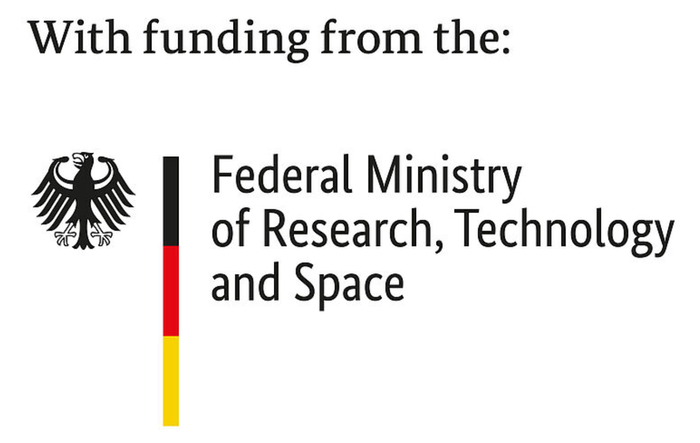 With funding from the:
Federal Ministry
of Research, Technology
and Space